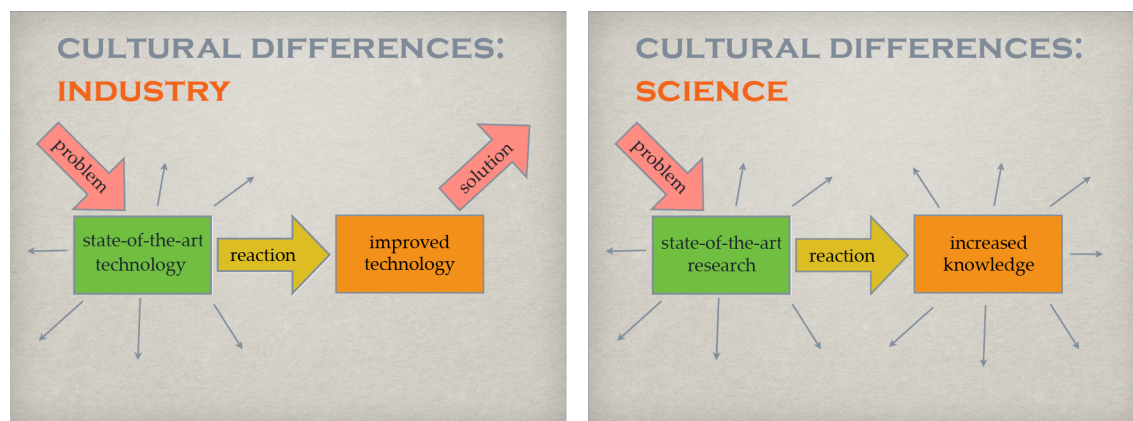 CULTURAL DIFFERENCES:
INDUSTRY
problem
solution
state-of-the-art
technology
reaction
improved
technology
CULTURAL DIFFERENCES:
SCIENCE
problem
state-of-the-art
research
reaction
increased
knowledge